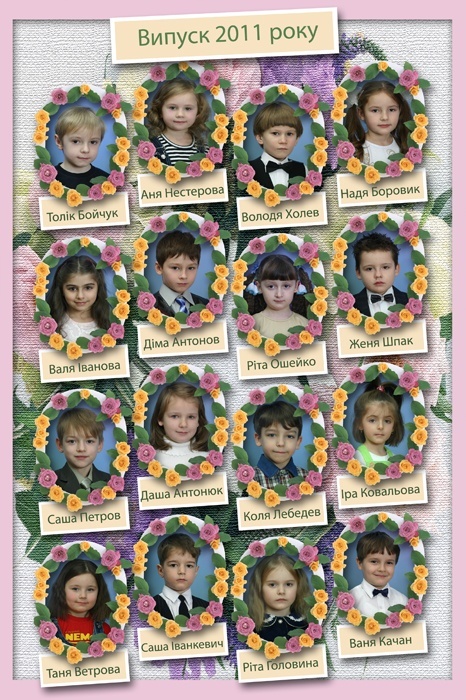 Випуск 2011 року
Толік Бойчук
Аня Нестерова
Володя Холев
Надя Боровик
Валя Іванова
Діма Антонов
Ріта Ошейко
Женя Шпак
Саша Петров
Даша Антонюк
Коля Лебедев
Іра Ковальова
NEM
Таня Ветрова
Саша Іванкевич
Ріта Головина
Ваня Качан